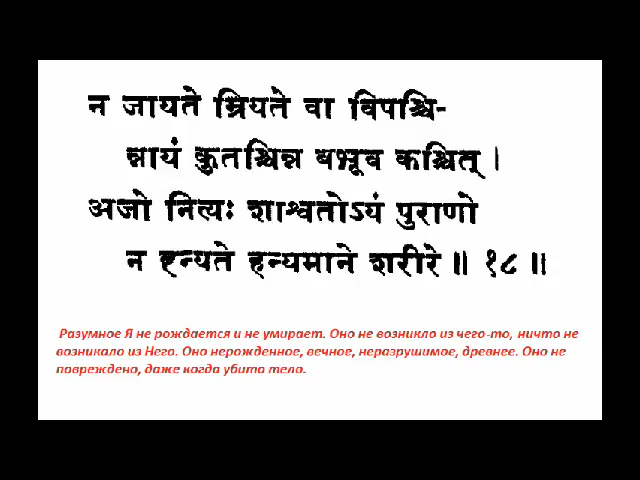 न जायते म्रियते वा विपश्चि-
न्नायं कुतश्चिन्न बभूव कश्चित् ।
अजो नित्यः शाश्वतोऽयं पुराणो
न हन्यते हन्यमाने शरीरे ॥ १८ ॥
Разумное Я не рождается и не умирает. Оно не возникло из чего-то, ничто не
возникало из Него. Оно нерожденное, вечное, неразрушимое, древнее. Оно не
повреждено, даже когда убито тело.